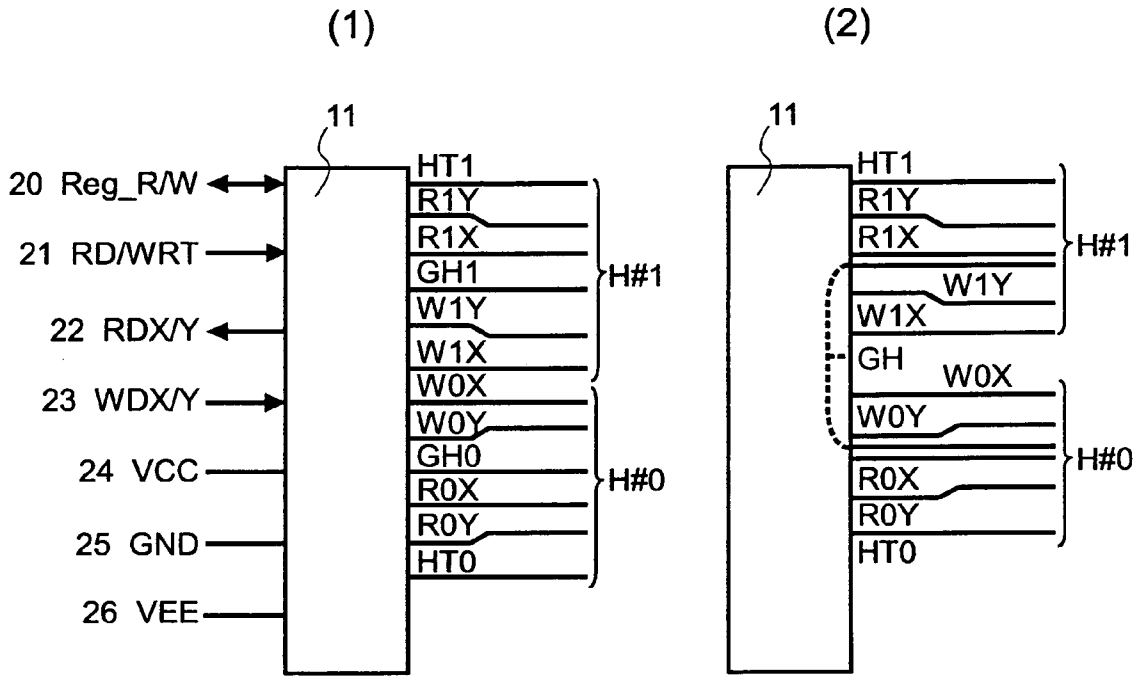 (1)
11
20 Reg_R/W
21 RD/WRT
22 RDX/Y
23 WDX/Y
24 VCC
25 GND
26 VEE
HT1
R1Y
R1X
GH1
W1Y
W1X
W0X
W0Y
GH0
R0X
R0Y
HT0
H#1
H#0
(2)
11
HT1
R1Y
R1X
W1Y
W1X
GH
W0X
W0Y
R0X
R0Y
HT0
H#1
H#0